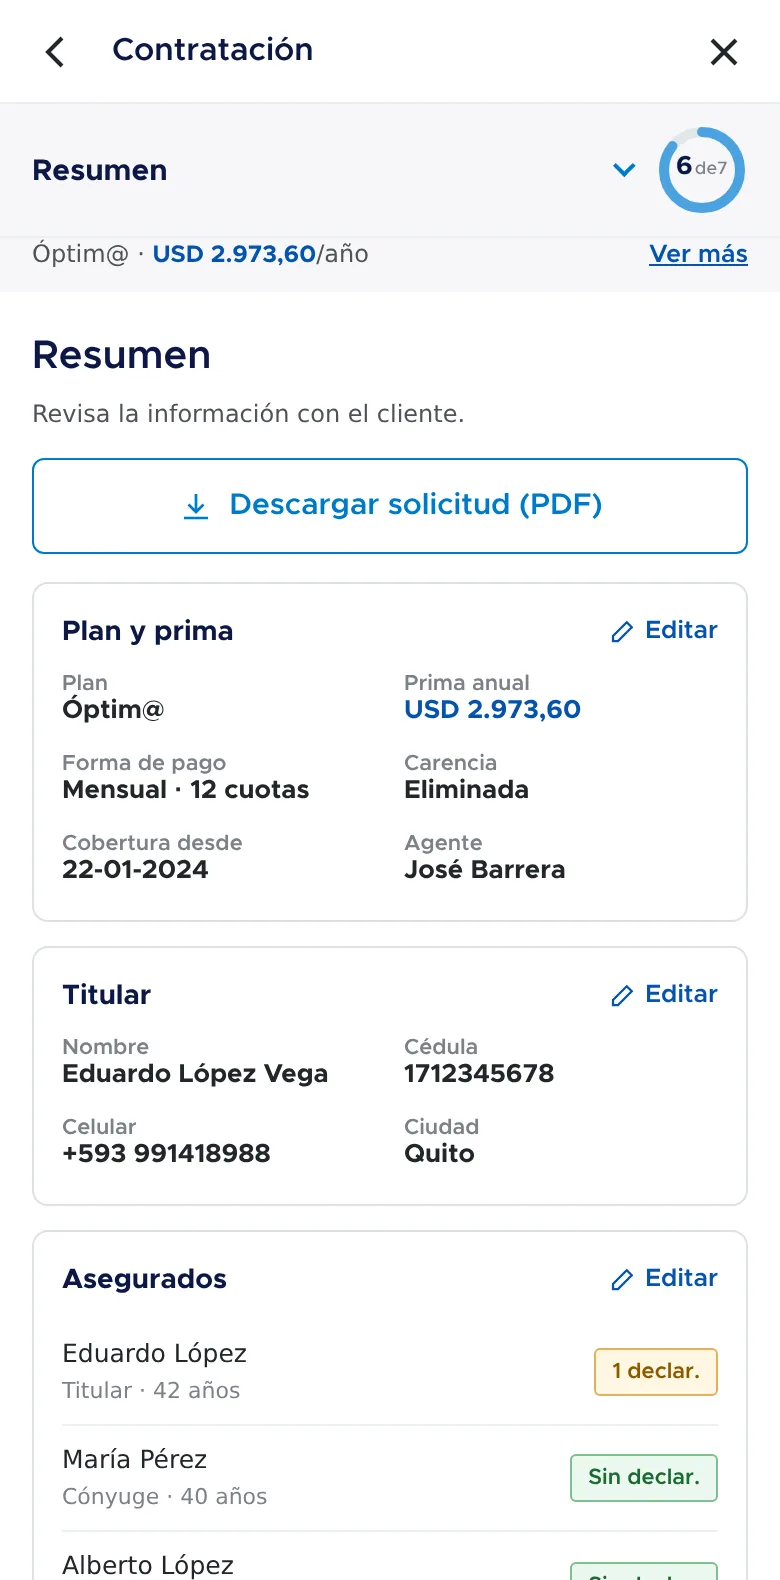 Contratación
Resumen
6 de7
Óptim@ · USD 2.973,60/año
Ver más
Resumen
Revisa la información con el cliente.
Descargar solicitud (PDF)
Plan y prima
Editar
Plan
Prima anual
Óptim@
USD 2.973,60
Forma de pago
Carencia
Mensual · 12 cuotas
Eliminada
Cobertura desde
Agente
22-01-2024
José Barrera
Titular
Editar
Nombre
Cédula
Eduardo López Vega
1712345678
Celular
Ciudad
+593 991418988
Quito
Asegurados
Editar
Eduardo López
1 declar.
Titular · 42 años
María Pérez
Sin declar.
Cónyuge · 40 años
Alberto López